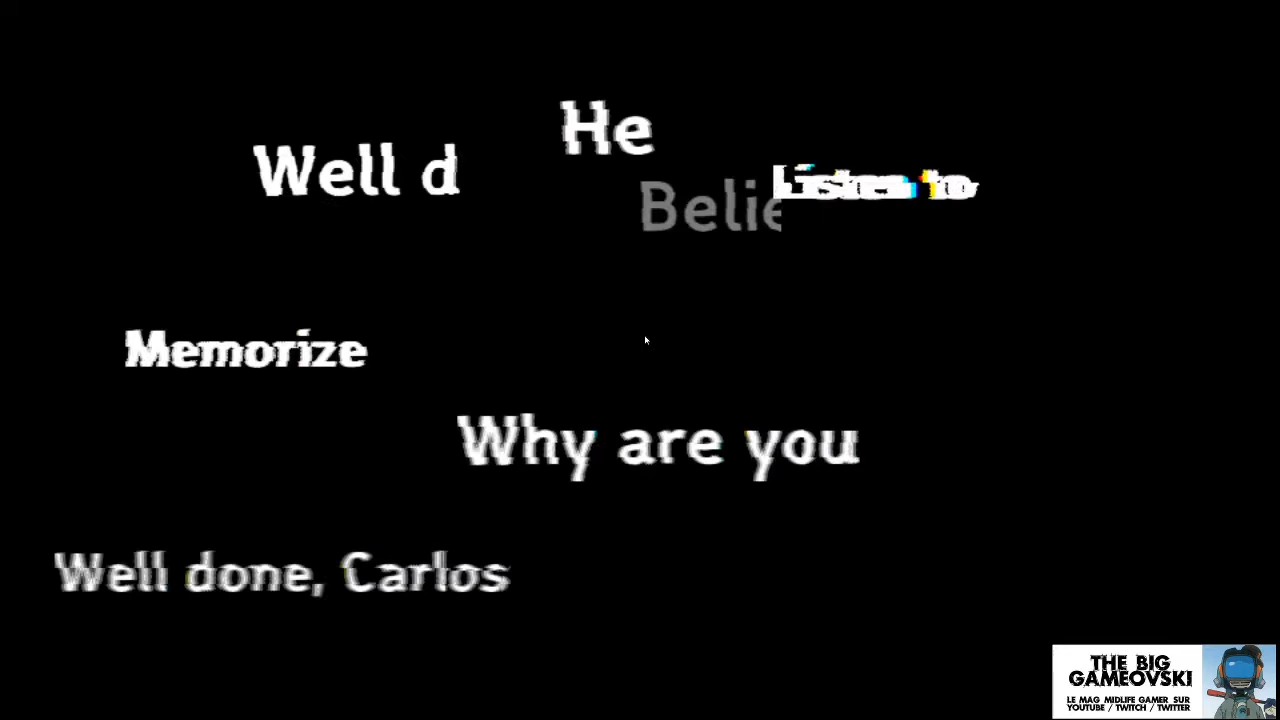 He
Well d
Belie
Listen to
Memorize
Why are you
Well done, Carlos
THE BIG
GAMEOVSKI
LE MAG MIDLIFE GAMER SUR
YOUTUBE / TWITCH / TWITTER